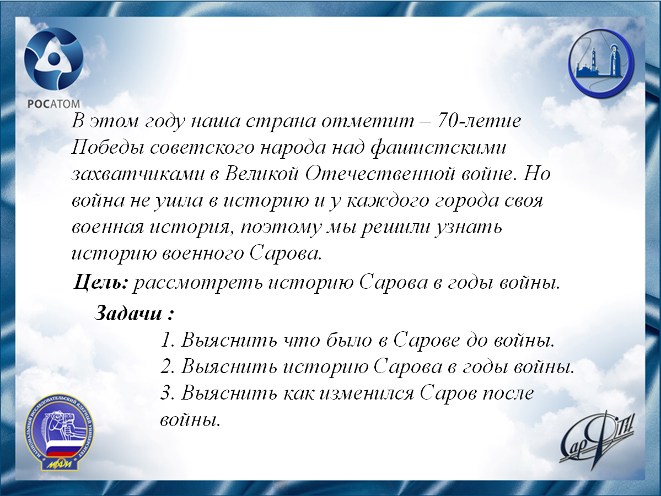 РОСАТОМ
В этом году наша страна отметит – 70-летие
Победы советского народа над фашистскими
захватчиками в Великой Отечественной войне. Но
война не ушла в историю и у каждого города своя
военная история, поэтому мы решили узнать
историю военного Сарова.
Цель: рассмотреть историю Сарова в годы войны.
Задачи :
1. Выяснить что было в Сарове до войны.
2. Выяснить историю Сарова в годы войны.
3. Выяснить как изменился Саров после
войны.
МИФИ
СарФТИ